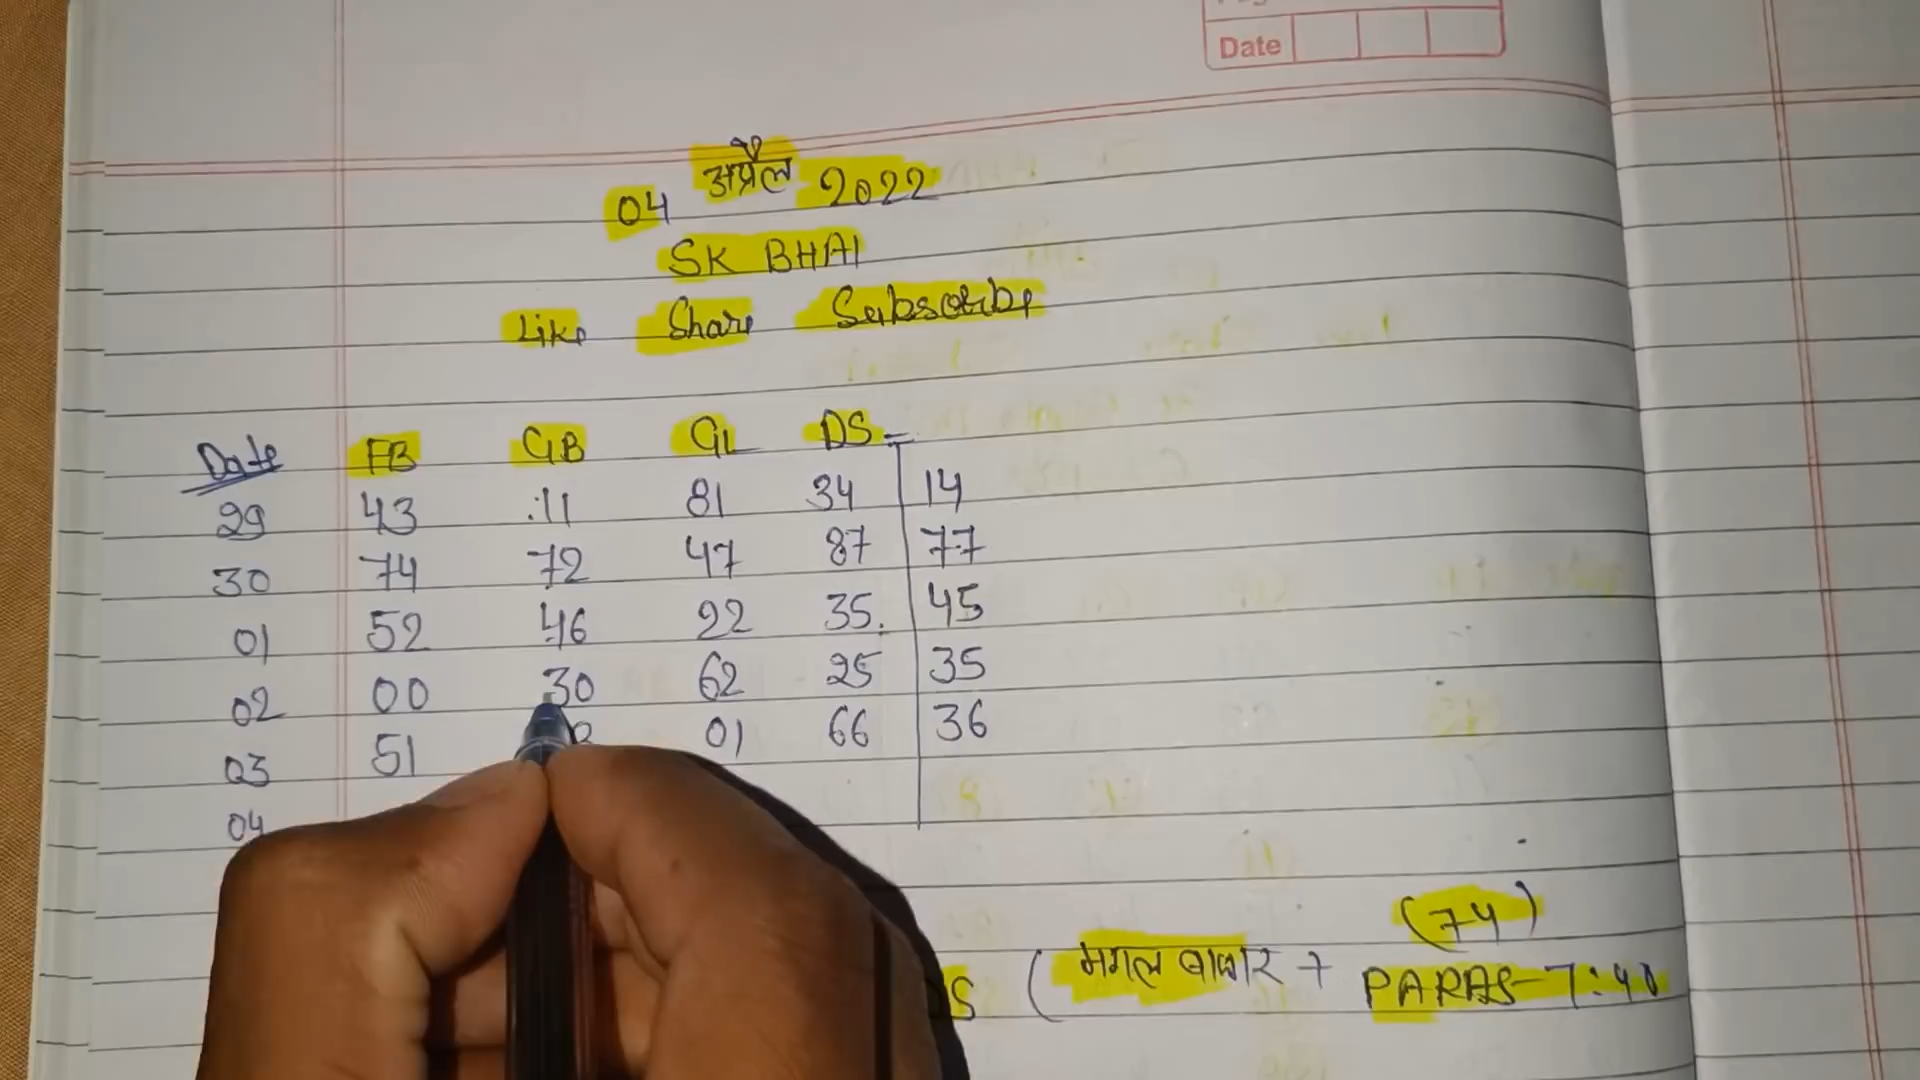 Date
04 अप्रैल 2022
SK BHAI
Like Share Subscribe
Date FB GB GL DS
29 43 11 81 34 14
30 74 72 47 87 77
01 52 46 22 35 45
02 00 30 62 25 35
03 51 01 66 36
04
(74)
DS (मगल बाजार + PARAS-7:40